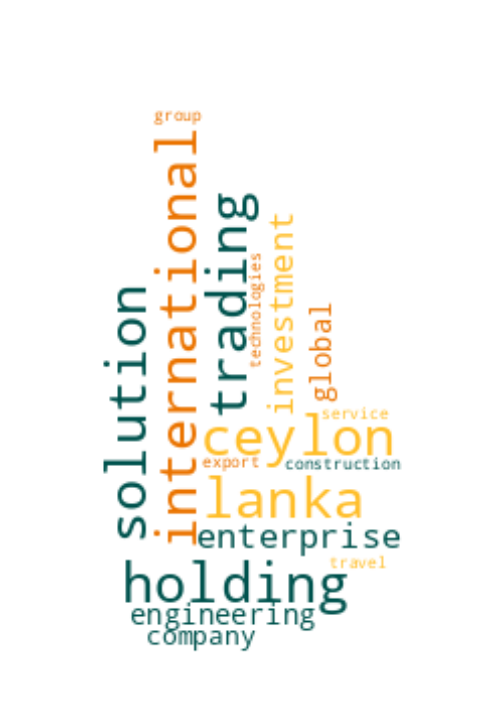 group
international
trading
investment
technologies
solution
global
service
ceylon
export
construction
lanka
enterprise
travel
holding
engineering
company